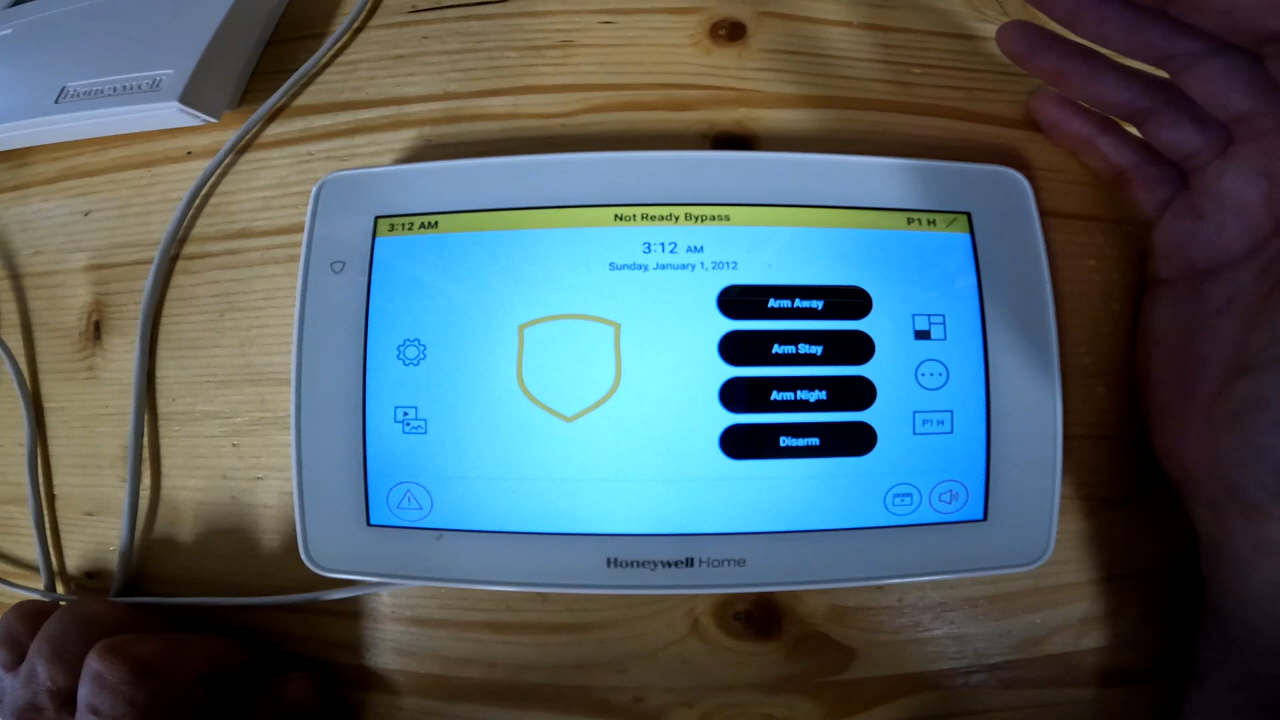 Honeywell
3:12 AM
Not Ready Bypass
P1 H
3:12 AM
Sunday, January 1, 2012
Arm Away
Arm Stay
Arm Night
Disarm
P1 H
Honeywell Home